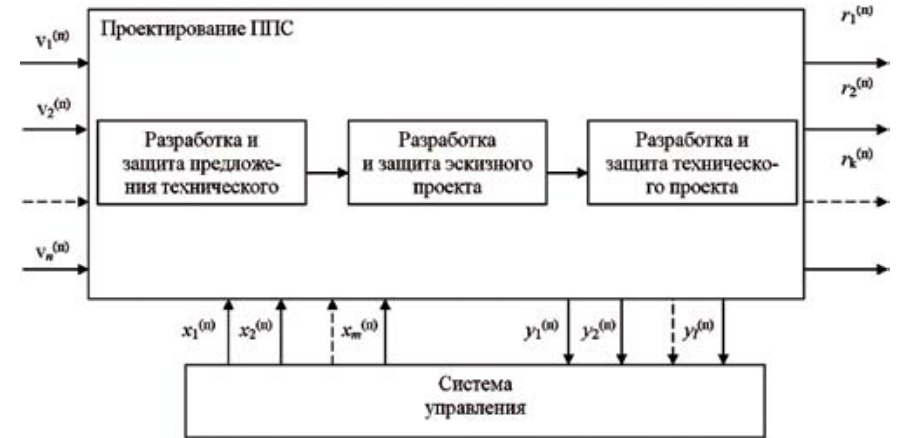 Проектирование ППС
v₁⁽ⁿ⁾
v₂⁽ⁿ⁾
vₙ⁽ⁿ⁾
Разработка и
защита предложе-
ния технического
Разработка
и защита эскизного
проекта
Разработка и
защита техническо-
го проекта
r₁⁽ⁿ⁾
r₂⁽ⁿ⁾
rₖ⁽ⁿ⁾
x₁⁽ⁿ⁾ x₂⁽ⁿ⁾ xₘ⁽ⁿ⁾ y₁⁽ⁿ⁾ y₂⁽ⁿ⁾ yₗ⁽ⁿ⁾
Система
управления